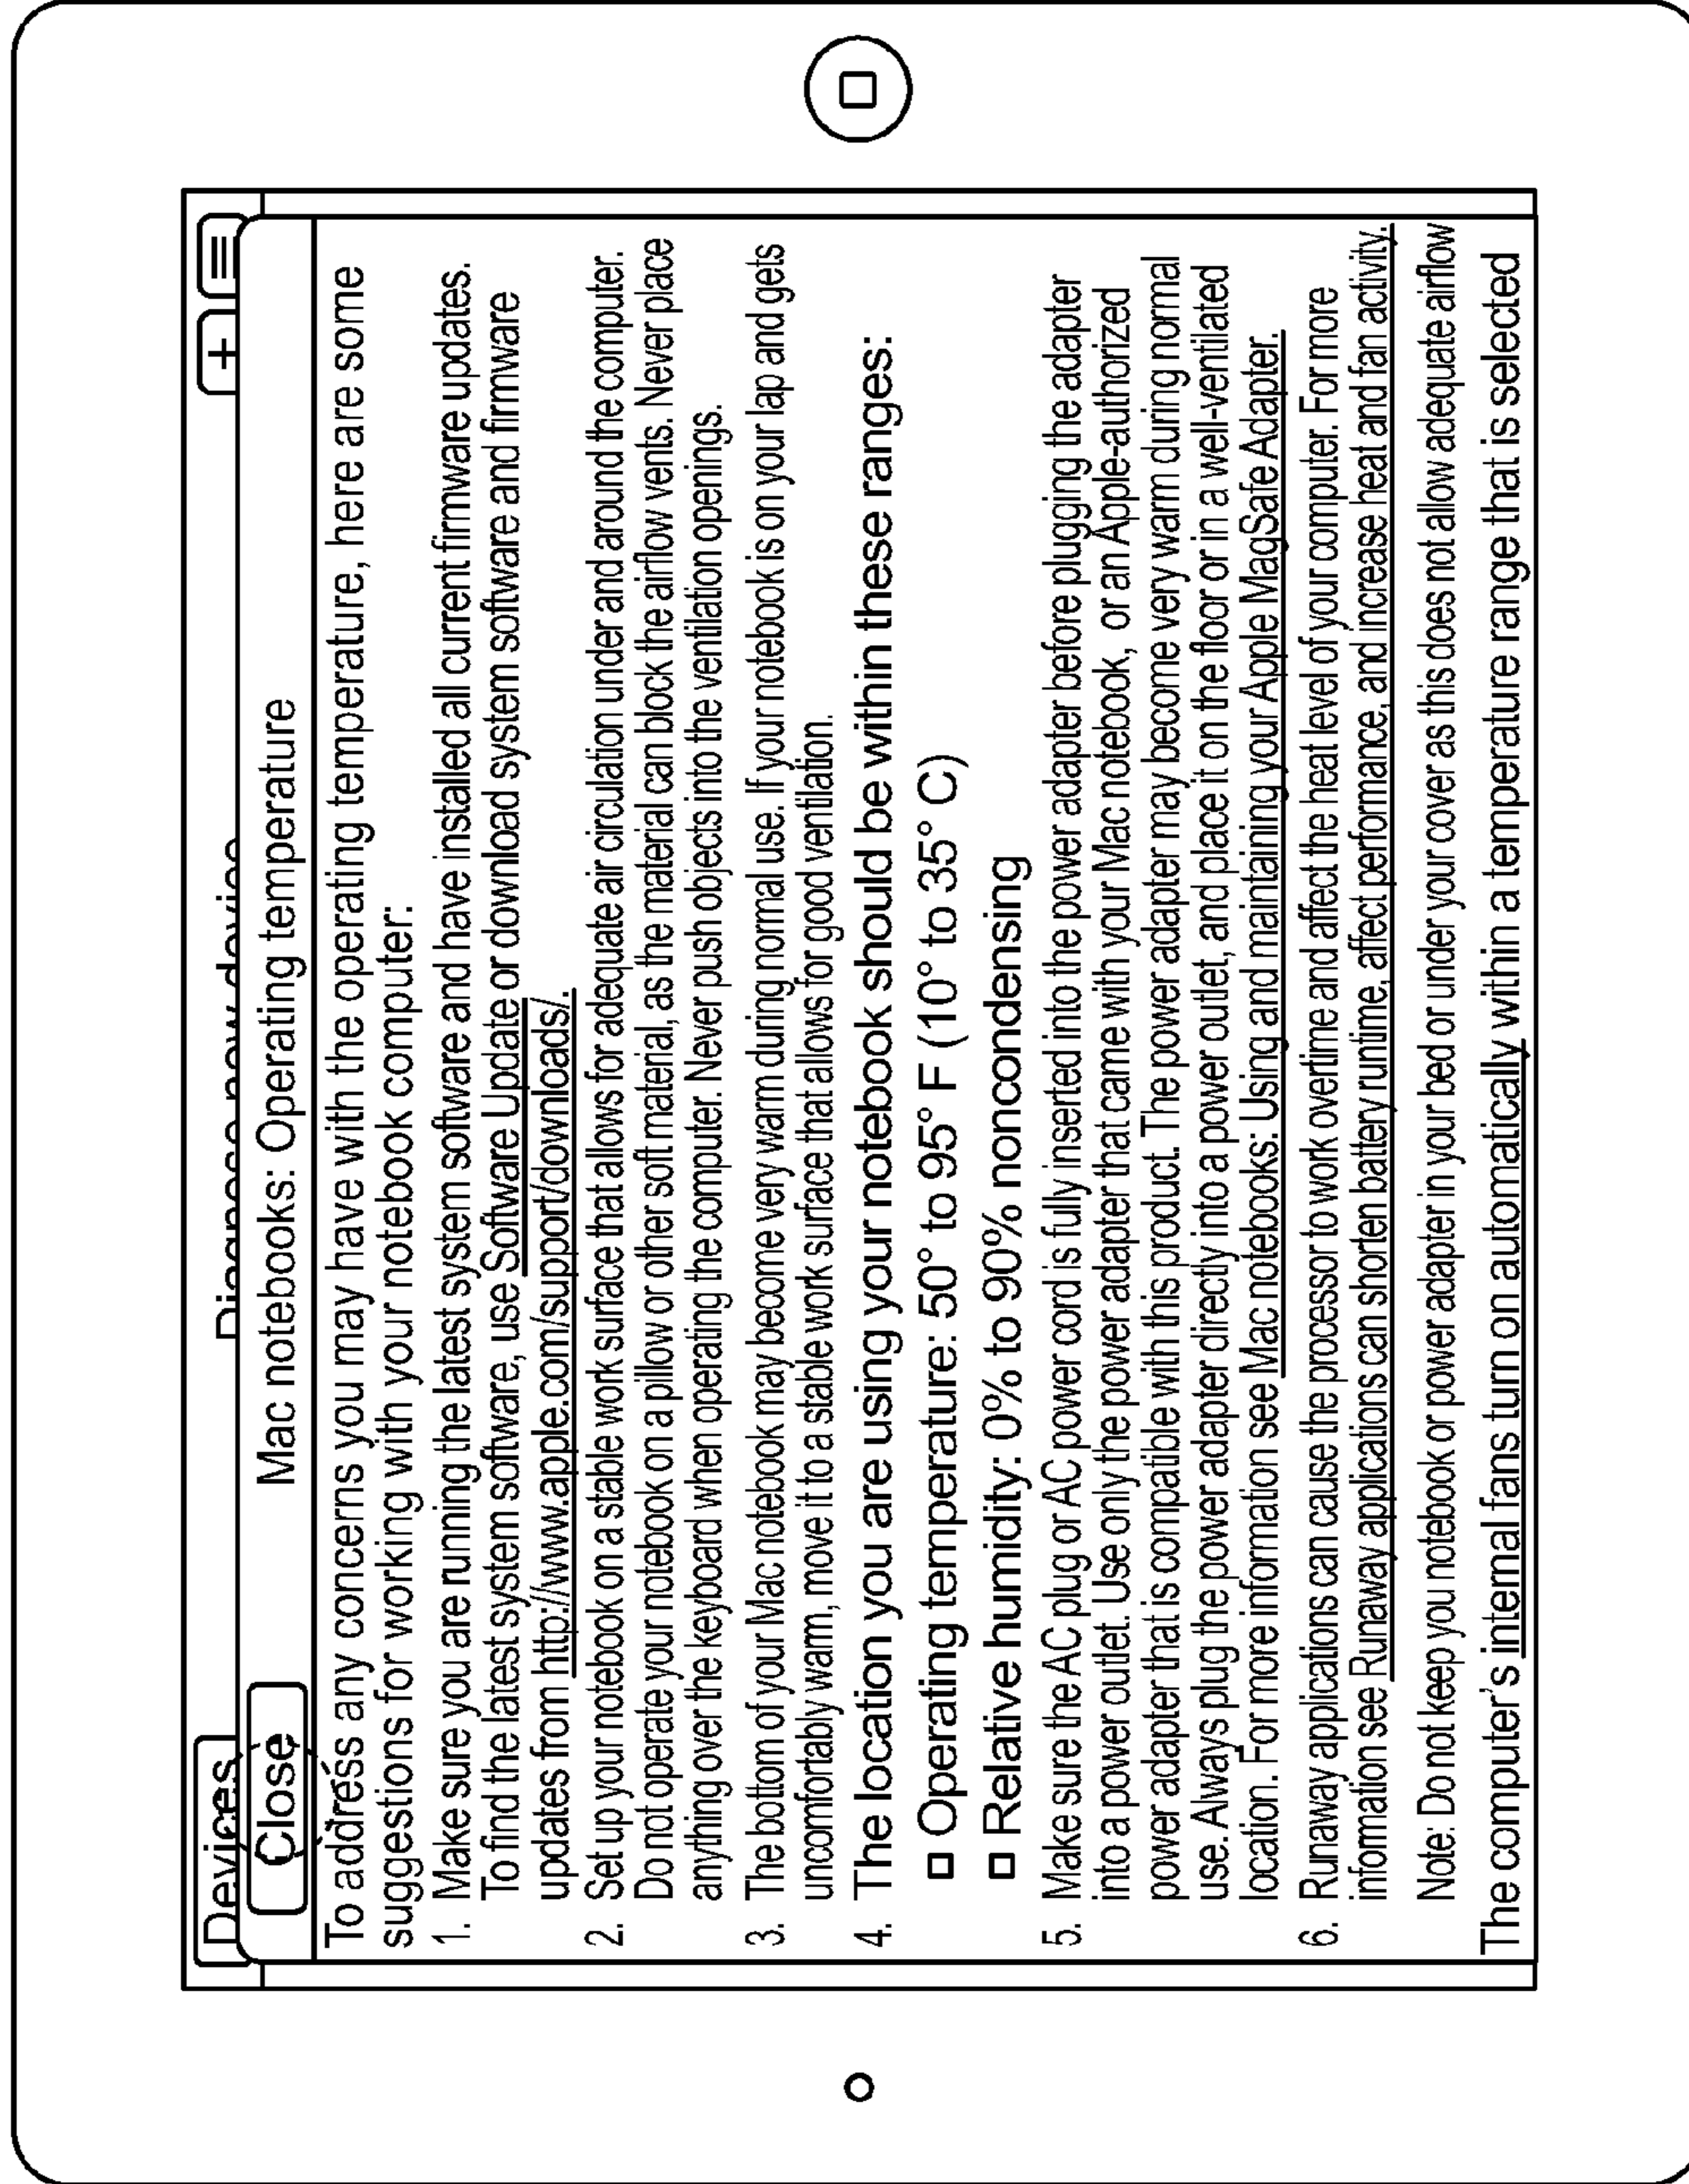 Devices
Diagnose new device
+
Close
Mac notebooks: Operating temperature
To address any concerns you may have with the operating temperature, here are some
suggestions for working with your notebook computer:
1. Make sure you are running the latest system software and have installed all current firmware updates.
To find the latest system software, use Software Update or download system software and firmware
updates from http://www.apple.com/support/downloads/.
2. Set up your notebook on a stable work surface that allows for adequate air circulation under and around the computer.
Do not operate your notebook on a pillow or other soft material, as the material can block the airflow vents. Never place
anything over the keyboard when operating the computer. Never push objects into the ventilation openings.
3. The bottom of your Mac notebook may become very warm during normal use. If your notebook is on your lap and gets
uncomfortably warm, move it to a stable work surface that allows for good ventilation.
4. The location you are using your notebook should be within these ranges:
▫ Operating temperature: 50° to 95° F (10° to 35° C)
▫ Relative humidity: 0% to 90% noncondensing
5. Make sure the AC plug or AC power cord is fully inserted into the power adapter before plugging the adapter
into a power outlet. Use only the power adapter that came with your Mac notebook, or an Apple-authorized
power adapter that is compatible with this product. The power adapter may become very warm during normal
use. Always plug the power adapter directly into a power outlet, and place it on the floor or in a well-ventilated
location. For more information see Mac notebooks: Using and maintaining your Apple MagSafe Adapter.
6. Runaway applications can cause the processor to work overtime and affect the heat level of your computer. For more
information see Runaway applications can shorten battery runtime, affect performance, and increase heat and fan activity.
Note: Do not keep you notebook or power adapter in your bed or under your cover as this does not allow adequate airflow
The computer's internal fans turn on automatically within a temperature range that is selected